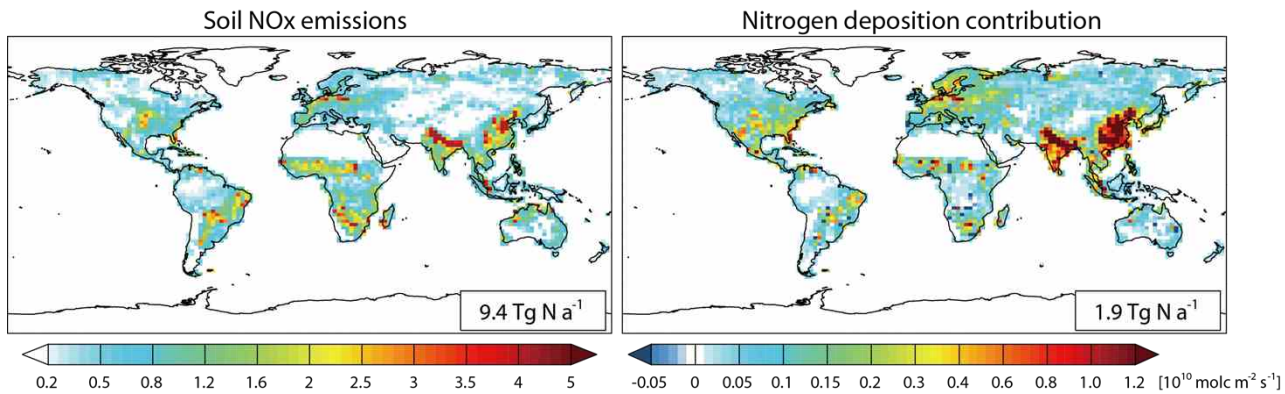 Soil NOx emissions
Nitrogen deposition contribution
9.4 Tg N a⁻¹
1.9 Tg N a⁻¹
0.2 0.5 0.8 1.2 1.6 2 2.5 3 3.5 4 5
-0.05 0 0.05 0.1 0.15 0.2 0.3 0.4 0.6 0.8 1.0 1.2 [10¹⁰ molc m⁻² s⁻¹]